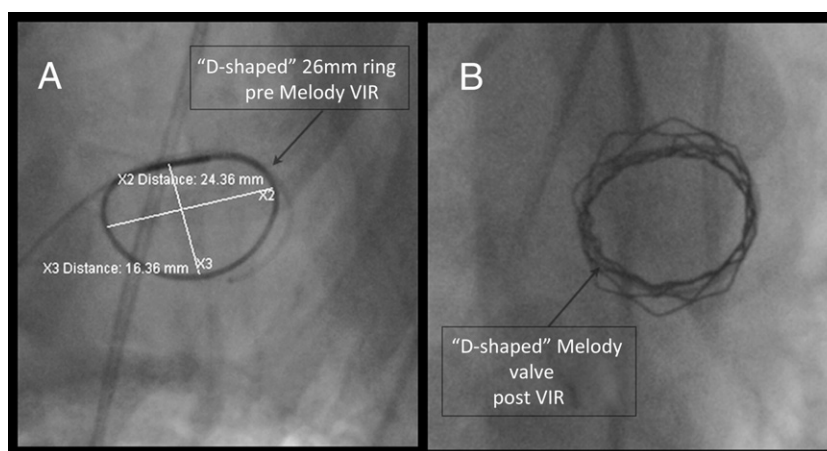 A
"D-shaped" 26mm ring
pre Melody VIR
X2 Distance: 24.36 mm
X2
X3 Distance: 16.36 mm
X3
B
"D-shaped" Melody
valve
post VIR